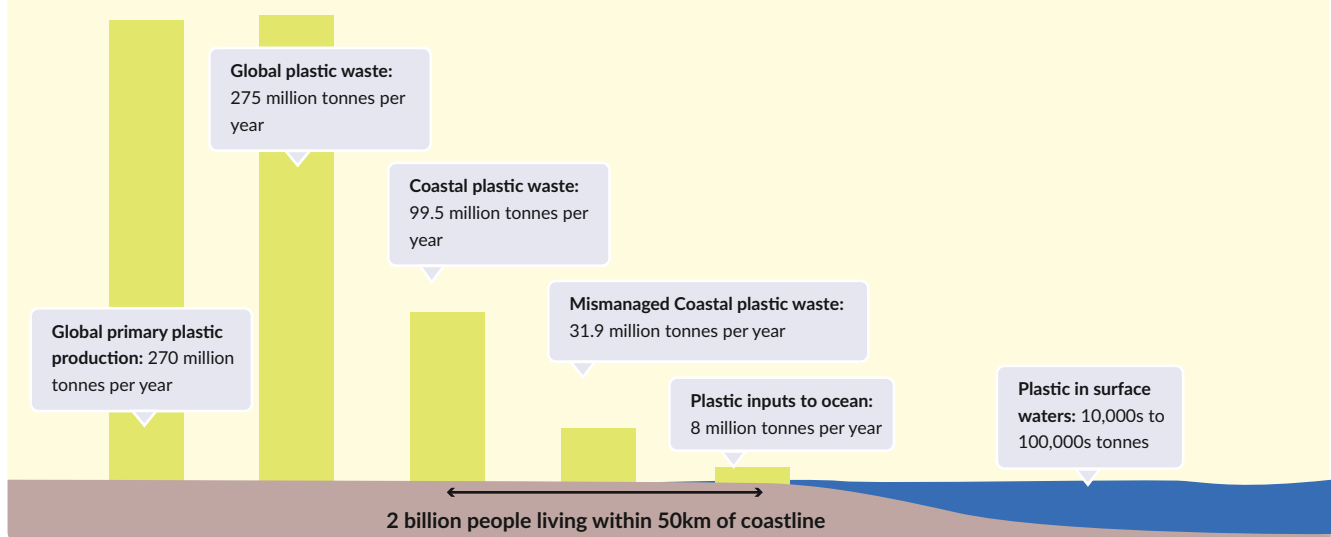 Global plastic waste:
275 million tonnes per
year
Coastal plastic waste:
99.5 million tonnes per
year
Mismanaged Coastal plastic waste:
31.9 million tonnes per year
Global primary plastic
production: 270 million
tonnes per year
Plastic inputs to ocean:
8 million tonnes per year
Plastic in surface
waters: 10,000s to
100,000s tonnes
2 billion people living within 50km of coastline